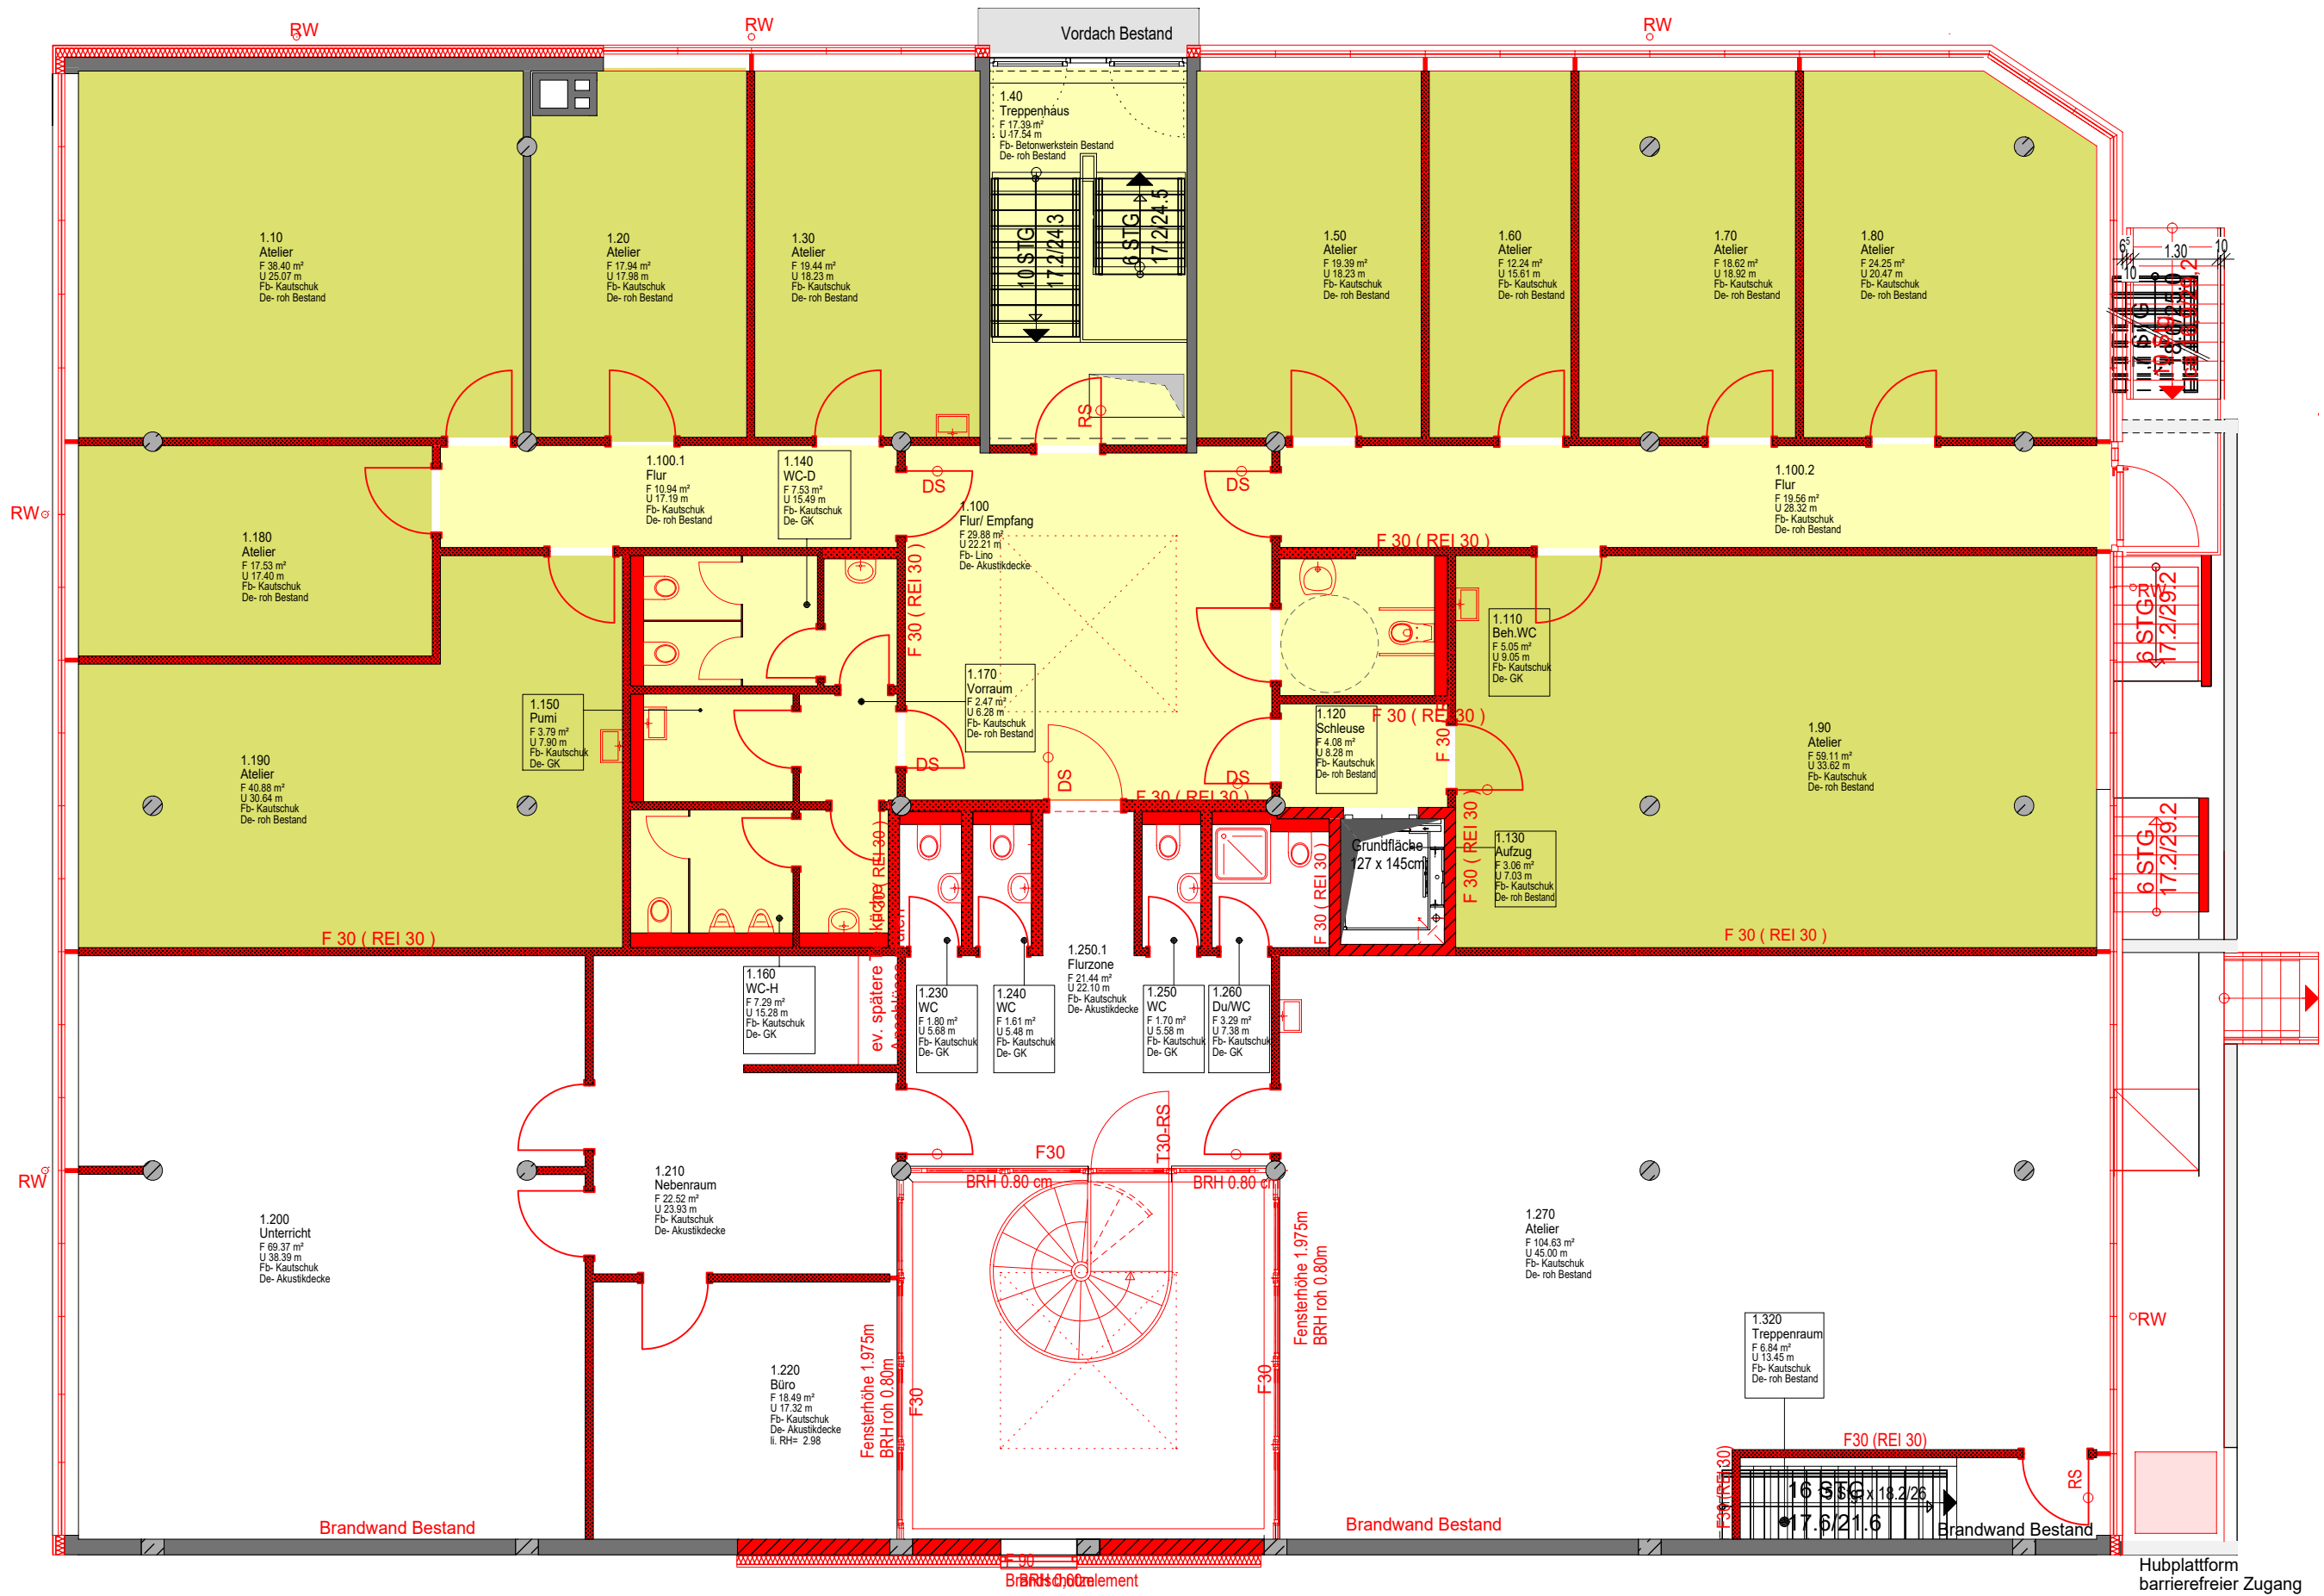 RW
RW
Vordach Bestand
RW
1.40
Treppenhaus
F 17.39 m²
U 17.54 m
Fb- Betonwerkstein Bestand
De- roh Bestand
10 STG
17.2/24.3
6 STG
17.2/24.5
1.10
Atelier
F 38.40 m²
U 25.07 m
Fb- Kautschuk
De- roh Bestand
1.20
Atelier
F 17.94 m²
U 17.98 m
Fb- Kautschuk
De- roh Bestand
1.30
Atelier
F 19.44 m²
U 18.23 m
Fb- Kautschuk
De- roh Bestand
1.50
Atelier
F 19.39 m²
U 18.23 m
Fb- Kautschuk
De- roh Bestand
1.60
Atelier
F 12.24 m²
U 15.61 m
Fb- Kautschuk
De- roh Bestand
1.70
Atelier
F 18.62 m²
U 18.92 m
Fb- Kautschuk
De- roh Bestand
1.80
Atelier
F 24.25 m²
U 20.47 m
Fb- Kautschuk
De- roh Bestand
6⁵
1.30
10
10
RS
1.100.1
Flur
F 10.94 m²
U 17.19 m
Fb- Kautschuk
De- roh Bestand
1.140
WC-D
F 7.53 m²
U 15.49 m
Fb- Kautschuk
De- GK
DS
DS
1.100
Flur/ Empfang
F 29.88 m²
U 22.21 m
Fb- Lino
De- Akustikdecke
1.100.2
Flur
F 19.56 m²
U 28.32 m
Fb- Kautschuk
De- roh Bestand
RW
F 30 ( REI 30 )
F 30 ( REI 30 )
1.180
Atelier
F 17.53 m²
U 17.40 m
Fb- Kautschuk
De- roh Bestand
RW
6 STG
17.2/29.2
1.110
Beh.WC
F 5.05 m²
U 9.05 m
Fb- Kautschuk
De- GK
1.170
Vorraum
F 2.47 m²
U 6.28 m
Fb- Kautschuk
De- roh Bestand
1.150
Pumi
F 3.79 m²
U 7.90 m
Fb- Kautschuk
De- GK
1.120
Schleuse
F 4.08 m²
U 8.28 m
Fb- Kautschuk
De- roh Bestand
F 30 ( REI 30 )
F 30
1.90
Atelier
F 59.11 m²
U 33.62 m
Fb- Kautschuk
De- roh Bestand
1.190
Atelier
F 40.88 m²
U 30.64 m
Fb- Kautschuk
De- roh Bestand
DS
DS
DS
F 30 ( REI 30 )
6 STG
17.2/29.2
Grundfläche
127 x 145cm
F 30 ( REI 30 )
F 30 ( REI 30 )
1.130
Aufzug
F 3.06 m²
U 7.03 m
Fb- Kautschuk
De- roh Bestand
F 30 ( REI 30 )
F 30 ( REI 30 )
F 30 ( REI 30 )
ev. spätere
1.160
WC-H
F 7.29 m²
U 15.28 m
Fb- Kautschuk
De- GK
1.230
WC
F 1.80 m²
U 5.68 m
Fb- Kautschuk
De- GK
1.240
WC
F 1.61 m²
U 5.48 m
Fb- Kautschuk
De- GK
1.250.1
Flurzone
F 21.44 m²
U 22.10 m
Fb- Kautschuk
De- Akustikdecke
1.250
WC
F 1.70 m²
U 5.58 m
Fb- Kautschuk
De- GK
1.260
Du/WC
F 3.29 m²
U 7.38 m
Fb- Kautschuk
De- GK
T30-RS
F30
BRH 0.80 cm
BRH 0.80 cm
RW
1.210
Nebenraum
F 22.52 m²
U 23.93 m
Fb- Kautschuk
De- Akustikdecke
1.200
Unterricht
F 69.37 m²
U 38.39 m
Fb- Kautschuk
De- Akustikdecke
1.270
Atelier
F 104.63 m²
U 45.00 m
Fb- Kautschuk
De- roh Bestand
Fensterhöhe 1.975m
BRH roh 0.80m
F30
Fensterhöhe 1.975m
BRH roh 0.80m
F30
1.220
Büro
F 18.49 m²
U 17.32 m
Fb- Kautschuk
De- Akustikdecke
li. RH= 2.98
1.320
Treppenraum
F 6.84 m²
U 13.45 m
Fb- Kautschuk
De- roh Bestand
RW
F30 (REI 30)
F30 (REI 30)
RS
16 STG
17.6/21.6
Brandwand Bestand
Brandwand Bestand
Brandwand Bestand
F 90
Hubplattform
barrierefreier Zugang